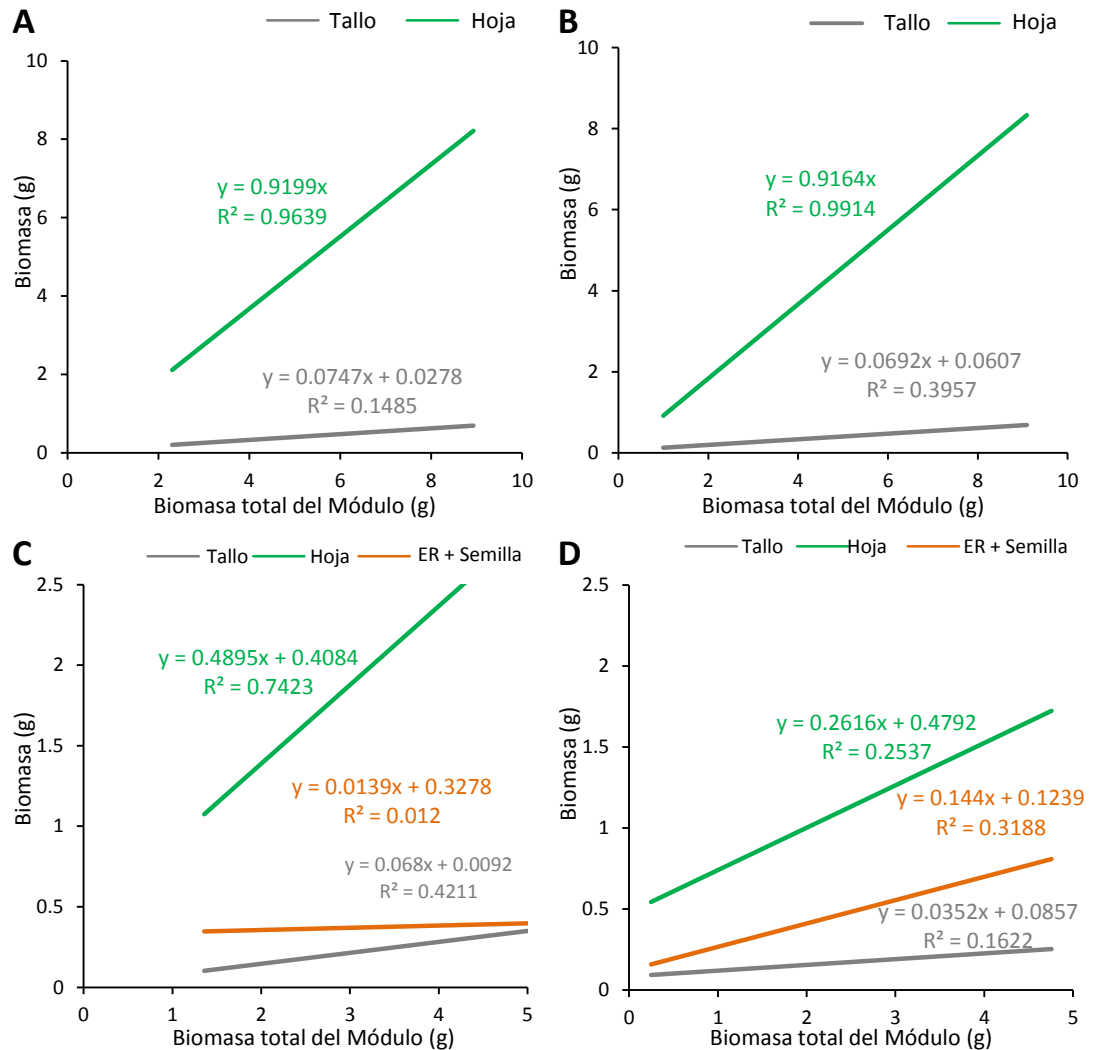 A
Tallo Hoja
10
8
6
4
2
0
Biomasa (g)
y = 0.9199x
R² = 0.9639
y = 0.0747x + 0.0278
R² = 0.1485
0 2 4 6 8 10
Biomasa total del Módulo (g)
B
Tallo Hoja
10
8
6
4
2
0
Biomasa (g)
y = 0.9164x
R² = 0.9914
y = 0.0692x + 0.0607
R² = 0.3957
0 2 4 6 8 10
Biomasa total del Módulo (g)
C
Tallo Hoja ER + Semilla
2.5
2
1.5
1
0.5
0
Biomasa (g)
y = 0.4895x + 0.4084
R² = 0.7423
y = 0.0139x + 0.3278
R² = 0.012
y = 0.068x + 0.0092
R² = 0.4211
0 1 2 3 4 5
Biomasa total del Módulo (g)
D
Tallo Hoja ER + Semilla
2.5
2
1.5
1
0.5
0
Biomasa (g)
y = 0.2616x + 0.4792
R² = 0.2537
y = 0.144x + 0.1239
R² = 0.3188
y = 0.0352x + 0.0857
R² = 0.1622
0 1 2 3 4 5
Biomasa total del Módulo (g)